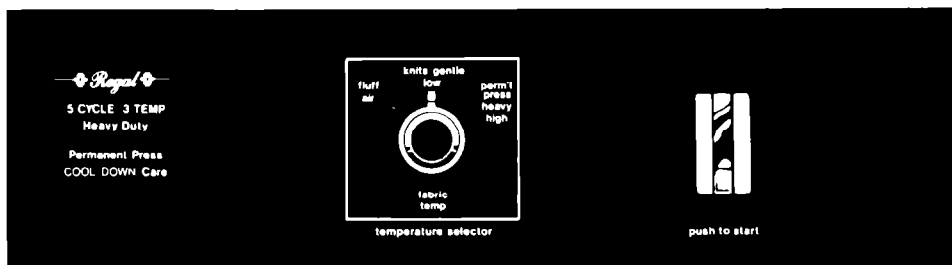 Regal
5 CYCLE 3 TEMP
Heavy Duty
Permanent Press
COOL DOWN Care
knits gentle
low
fluff
air
perm't
press
heavy
high
fabric
temp
temperature selector
push to start